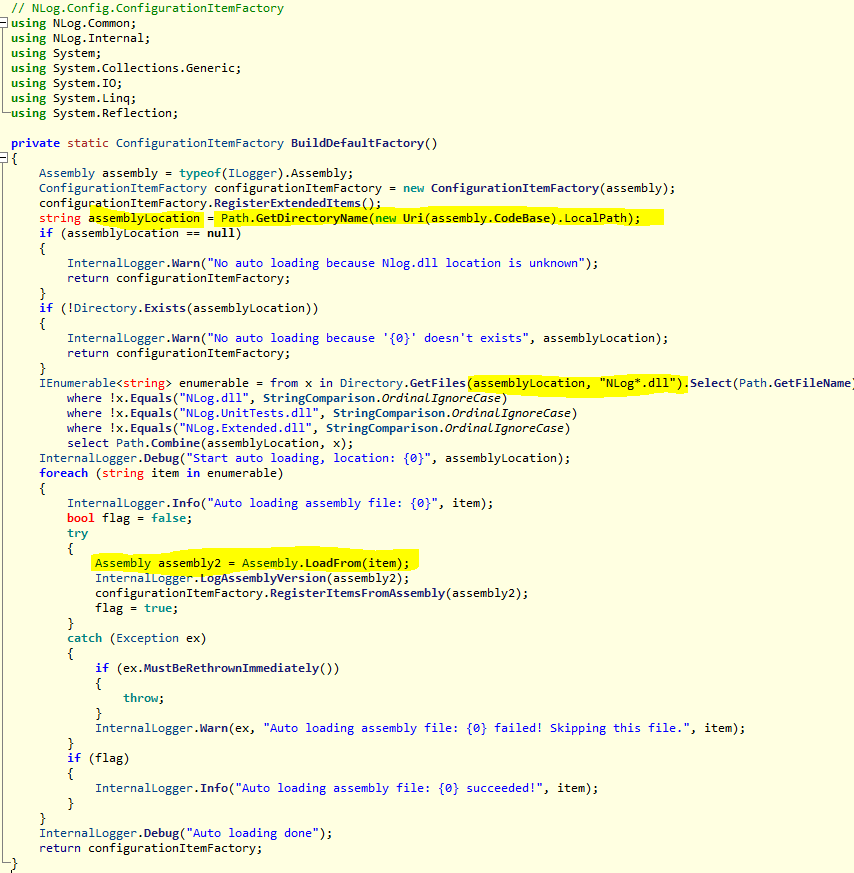 // NLog.Config.ConfigurationItemFactory
using NLog.Common;
using NLog.Internal;
using System;
using System.Collections.Generic;
using System.IO;
using System.Linq;
using System.Reflection;
private static ConfigurationItemFactory BuildDefaultFactory()
{
Assembly assembly = typeof(ILogger).Assembly;
ConfigurationItemFactory configurationItemFactory = new ConfigurationItemFactory(assembly);
configurationItemFactory.RegisterExtendedItems();
string assemblyLocation = Path.GetDirectoryName(new Uri(assembly.CodeBase).LocalPath);
if (assemblyLocation == null)
{
InternalLogger.Warn("No auto loading because Nlog.dll location is unknown");
return configurationItemFactory;
}
if (!Directory.Exists(assemblyLocation))
{
InternalLogger.Warn("No auto loading because '{0}' doesn't exists", assemblyLocation);
return configurationItemFactory;
}
IEnumerable<string> enumerable = from x in Directory.GetFiles(assemblyLocation, "NLog*.dll").Select(Path.GetFileName)
where !x.Equals("NLog.dll", StringComparison.OrdinalIgnoreCase)
where !x.Equals("NLog.UnitTests.dll", StringComparison.OrdinalIgnoreCase)
where !x.Equals("NLog.Extended.dll", StringComparison.OrdinalIgnoreCase)
select Path.Combine(assemblyLocation, x);
InternalLogger.Debug("Start auto loading, location: {0}", assemblyLocation);
foreach (string item in enumerable)
{
InternalLogger.Info("Auto loading assembly file: {0}", item);
bool flag = false;
try
{
Assembly assembly2 = Assembly.LoadFrom(item);
InternalLogger.LogAssemblyVersion(assembly2);
configurationItemFactory.RegisterItemsFromAssembly(assembly2);
flag = true;
}
catch (Exception ex)
{
if (ex.MustBeRethrownImmediately())
{
throw;
}
InternalLogger.Warn(ex, "Auto loading assembly file: {0} failed! Skipping this file.", item);
}
if (flag)
{
InternalLogger.Info("Auto loading assembly file: {0} succeeded!", item);
}
}
InternalLogger.Debug("Auto loading done");
return configurationItemFactory;
}